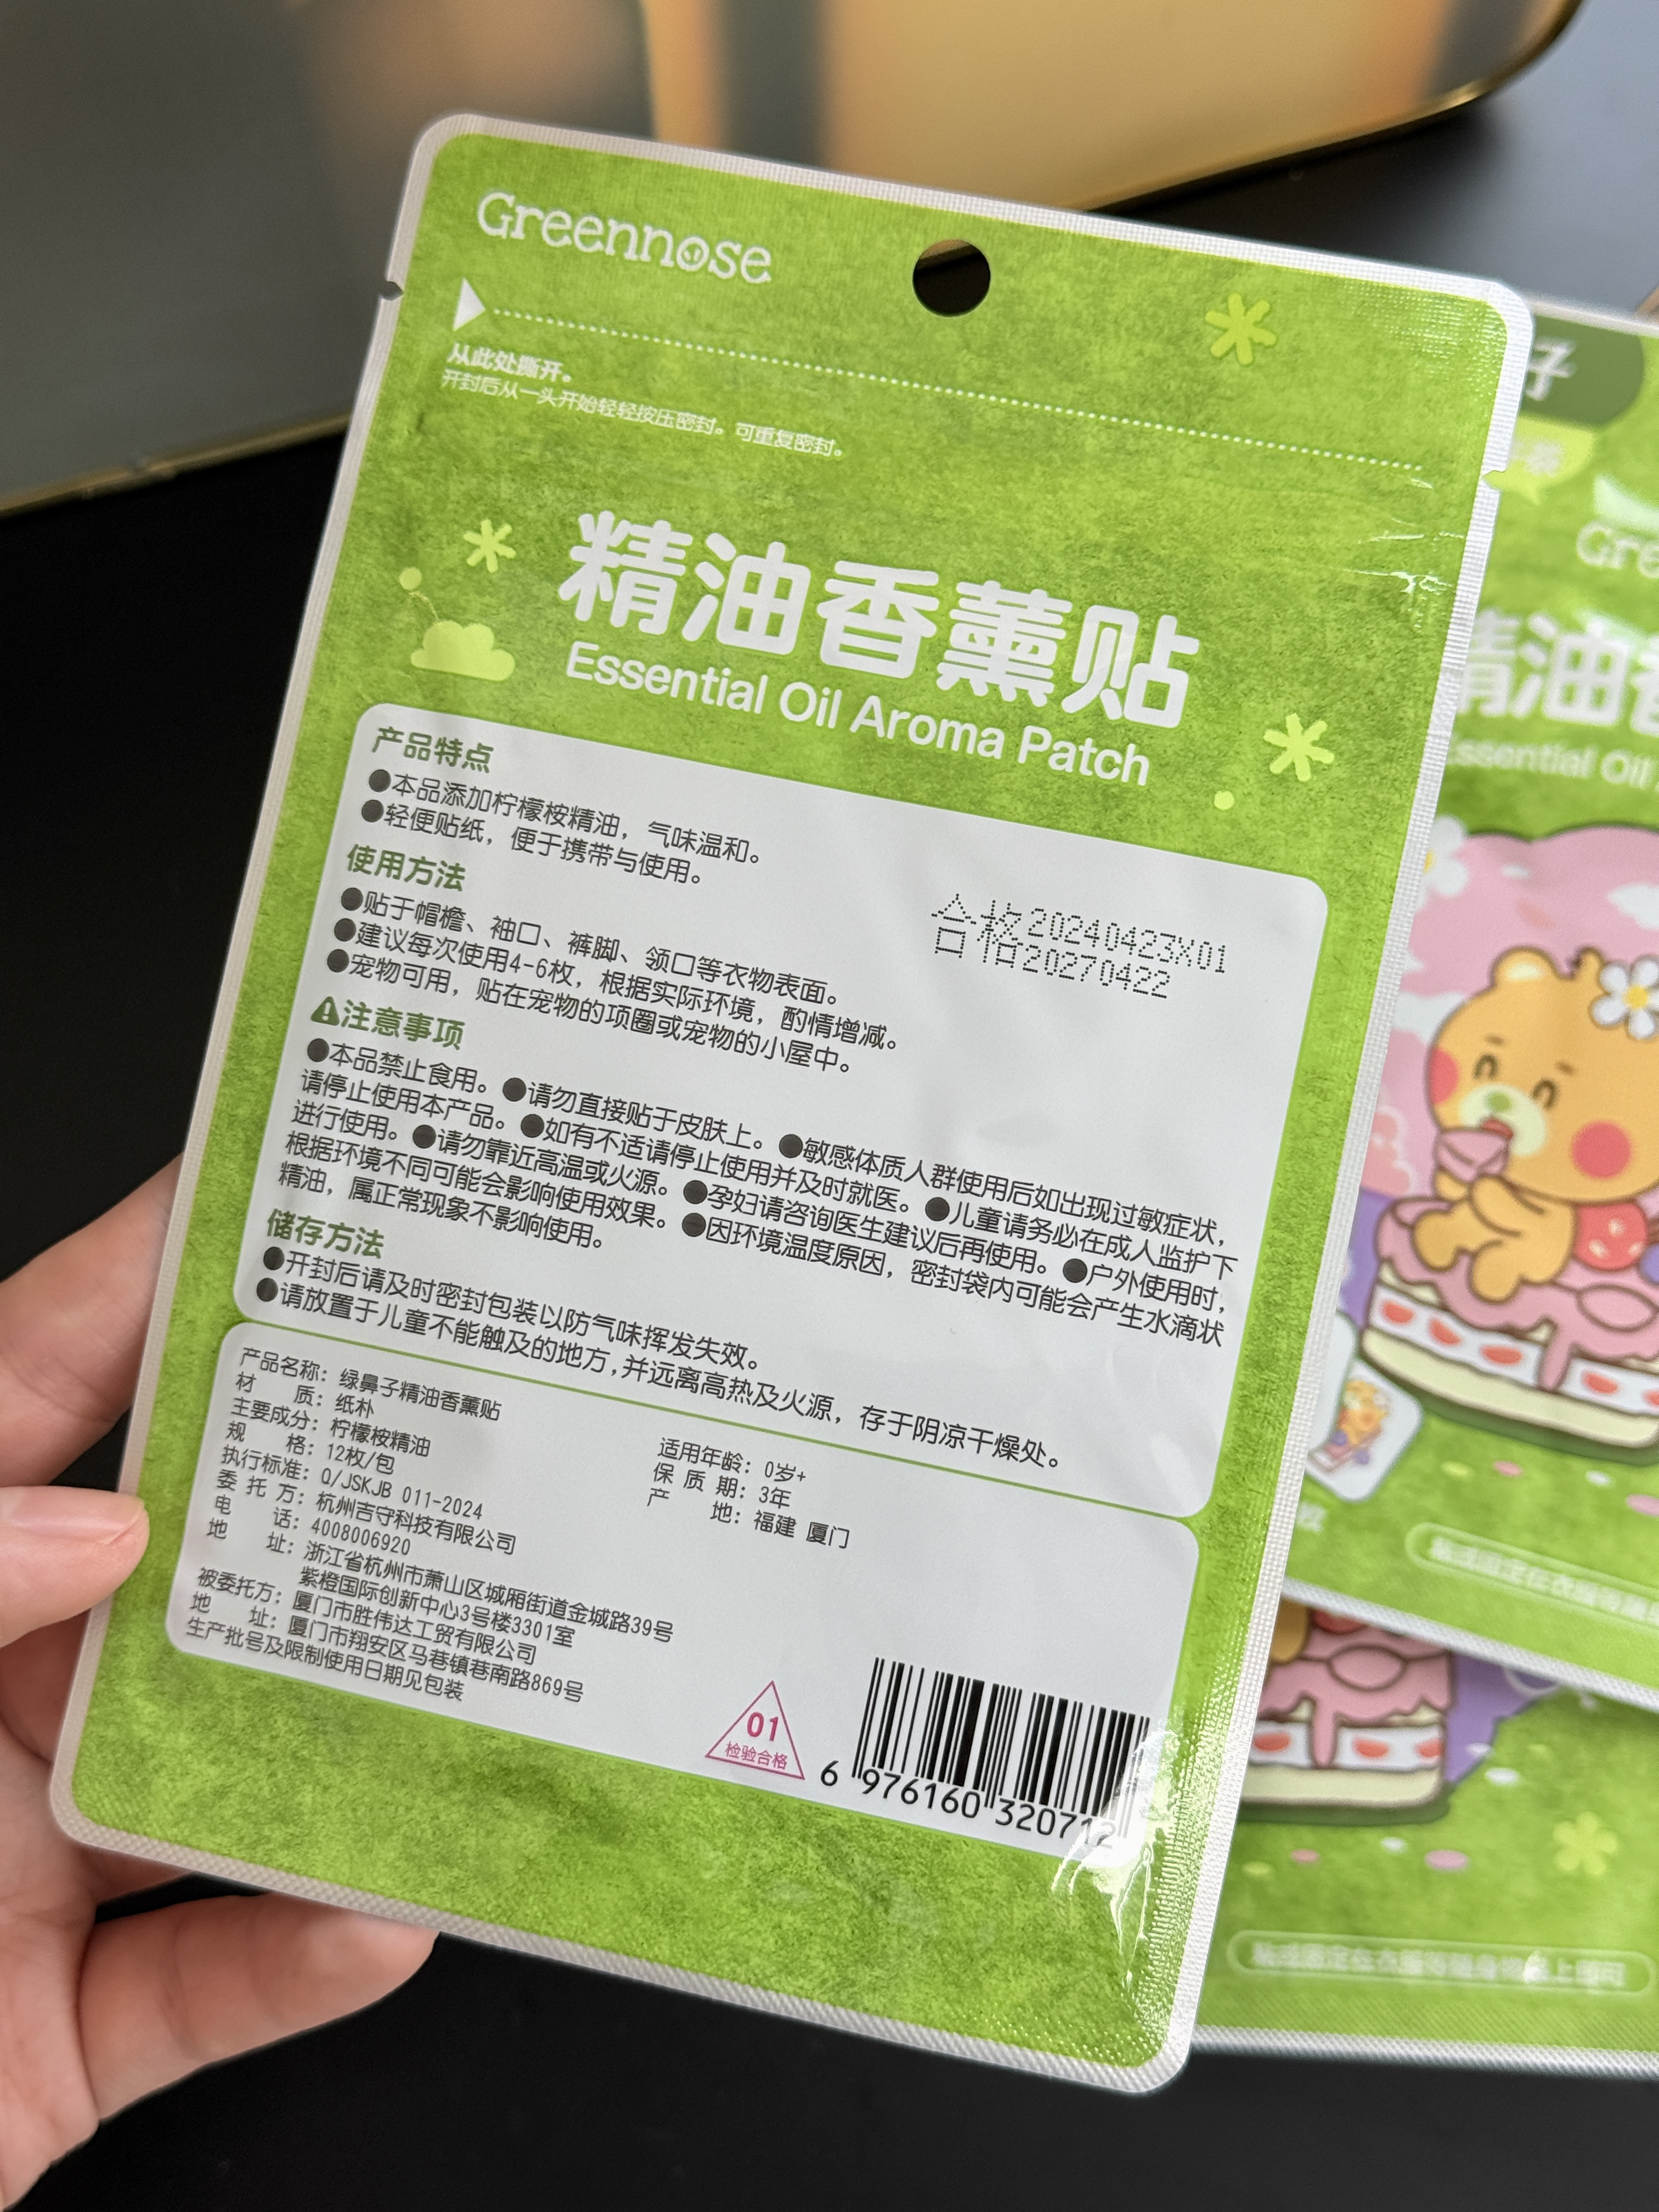 Greennose
从此处撕开。
开封后从一头开始轻轻按压密封。可重复密封。
精油香薰贴
Essential Oil Aroma Patch
产品特点
●本品添加柠檬桉精油，气味温和。
●轻便贴纸，便于携带与使用。
使用方法
●贴于帽檐、袖口、裤脚、领口等衣物表面。
●建议每次使用4-6枚，根据实际环境，酌情增减。
●宠物可用，贴在宠物的项圈或宠物的小屋中。
合格20240423X01
20270422
注意事项
●本品禁止食用。●请勿直接贴于皮肤上。●敏感体质人群使用后如出现过敏症状，
请停止使用本产品。●如有不适请停止使用并及时就医。●儿童请务必在成人监护下
进行使用。●请勿靠近高温或火源。●孕妇请咨询医生建议后再使用。●户外使用时，
根据环境不同可能会影响使用效果。●因环境温度原因，密封袋内可能会产生水滴状
精油，属正常现象不影响使用。
储存方法
●开封后请及时密封包装以防气味挥发失效。
●请放置于儿童不能触及的地方,并远离高热及火源，存于阴凉干燥处。
产品名称：绿鼻子精油香薰贴
材 质：纸朴
主要成分：柠檬桉精油
规 格：12枚/包
执行标准：Q/JSKJB 011-2024
委 托 方：杭州吉守科技有限公司
电 话：4008006920
地 址：浙江省杭州市萧山区城厢街道金城路39号
紫橙国际创新中心3号楼3301室
被委托方：厦门市胜伟达工贸有限公司
地 址：厦门市翔安区马巷镇巷南路869号
生产批号及限制使用日期见包装
适用年龄：0岁+
保 质 期：3年
产 地：福建 厦门
01
检验合格
6 976160 320712
子
Gre
精油香
Essential Oil